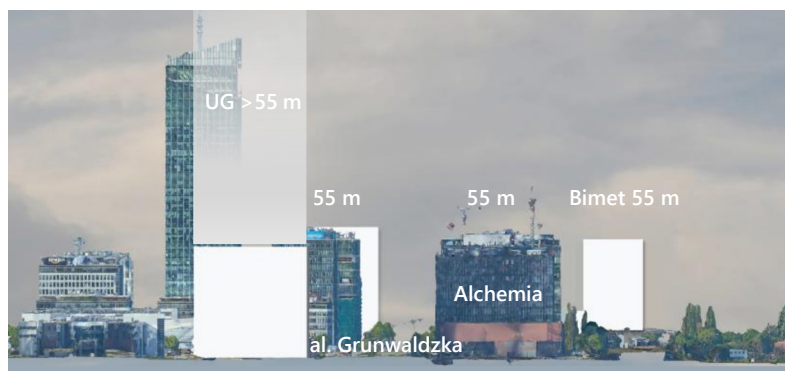 UG >55 m
55 m
55 m
Bimet 55 m
Alchemia
al. Grunwaldzka